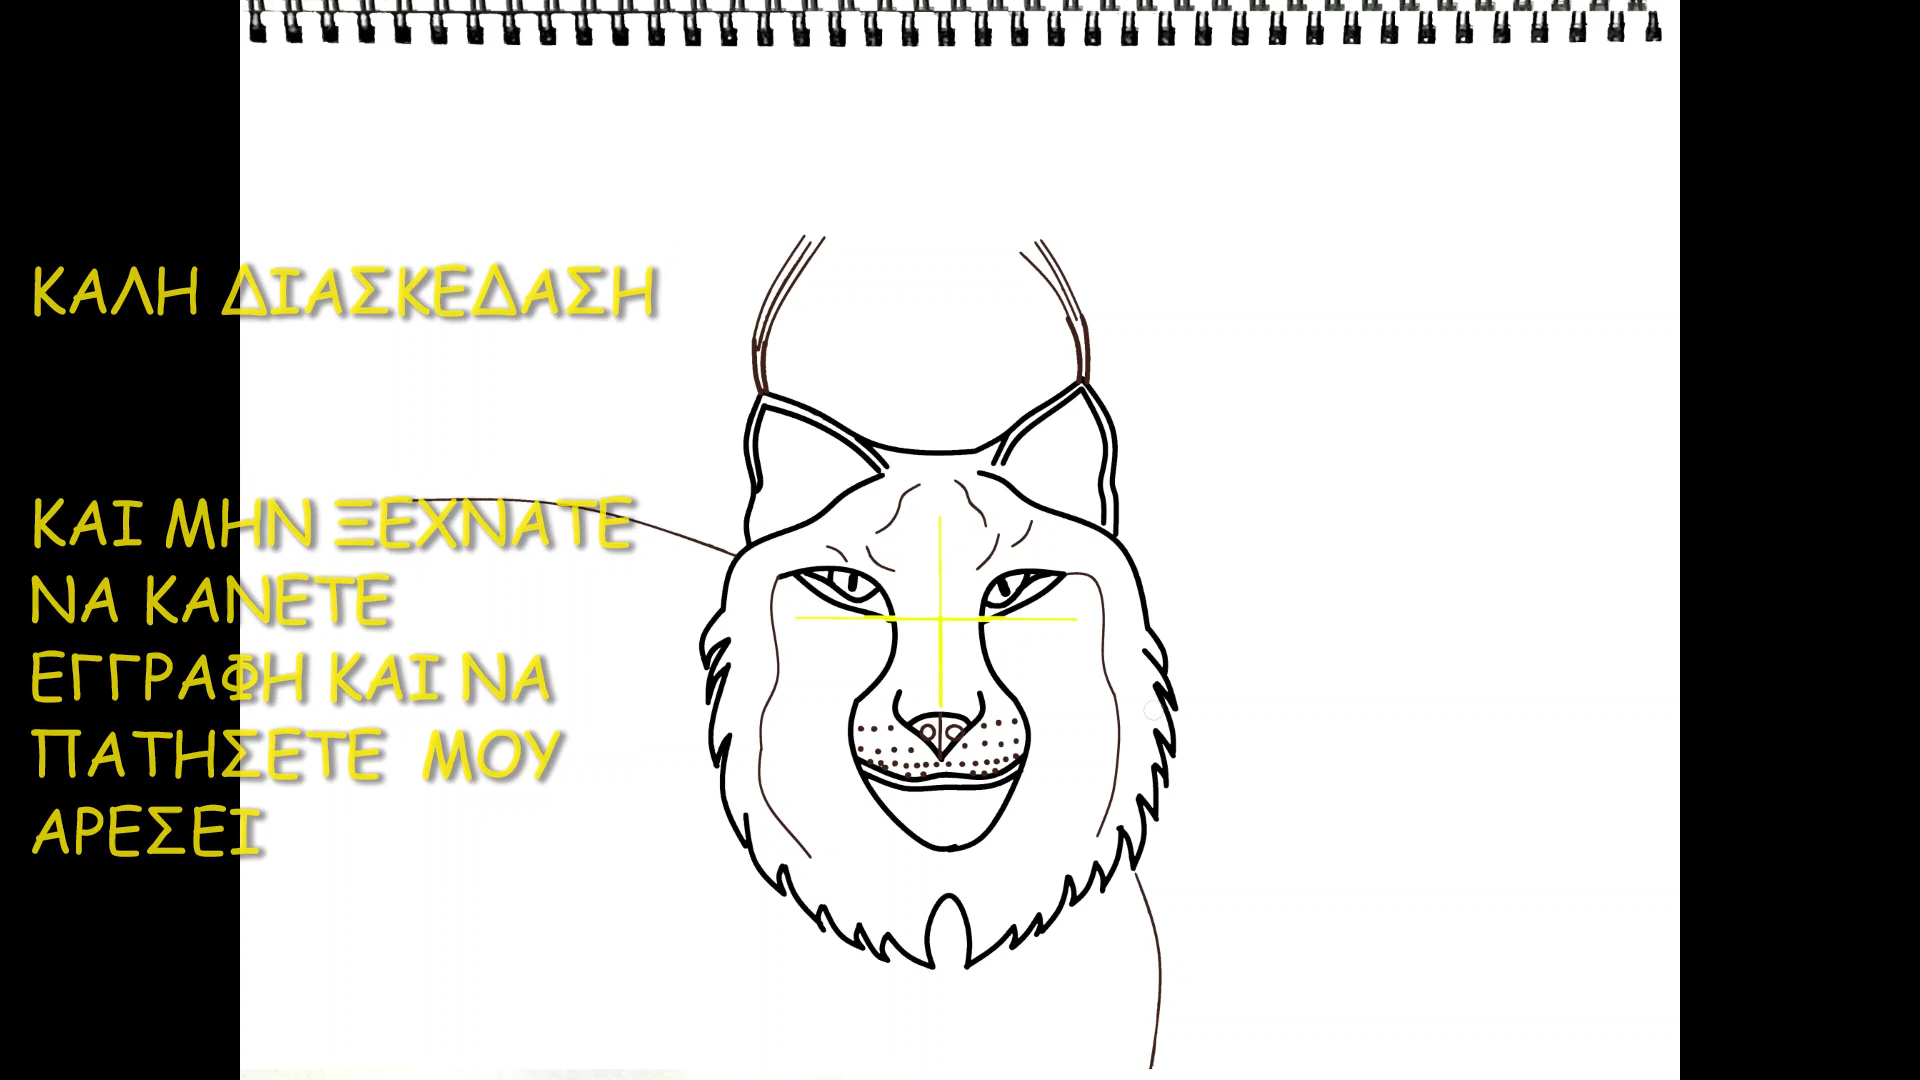 ΚΑΛΗ ΔΙΑΣΚΕΔΑΣΗ
ΚΑΙ ΜΗΝ ΞΕΧΝΑΤΕ
ΝΑ ΚΑΝΕΤΕ
ΕΓΓΡΑΦΗ ΚΑΙ ΝΑ
ΠΑΤΗΣΕΤΕ ΜΟΥ
ΑΡΕΣΕΙ